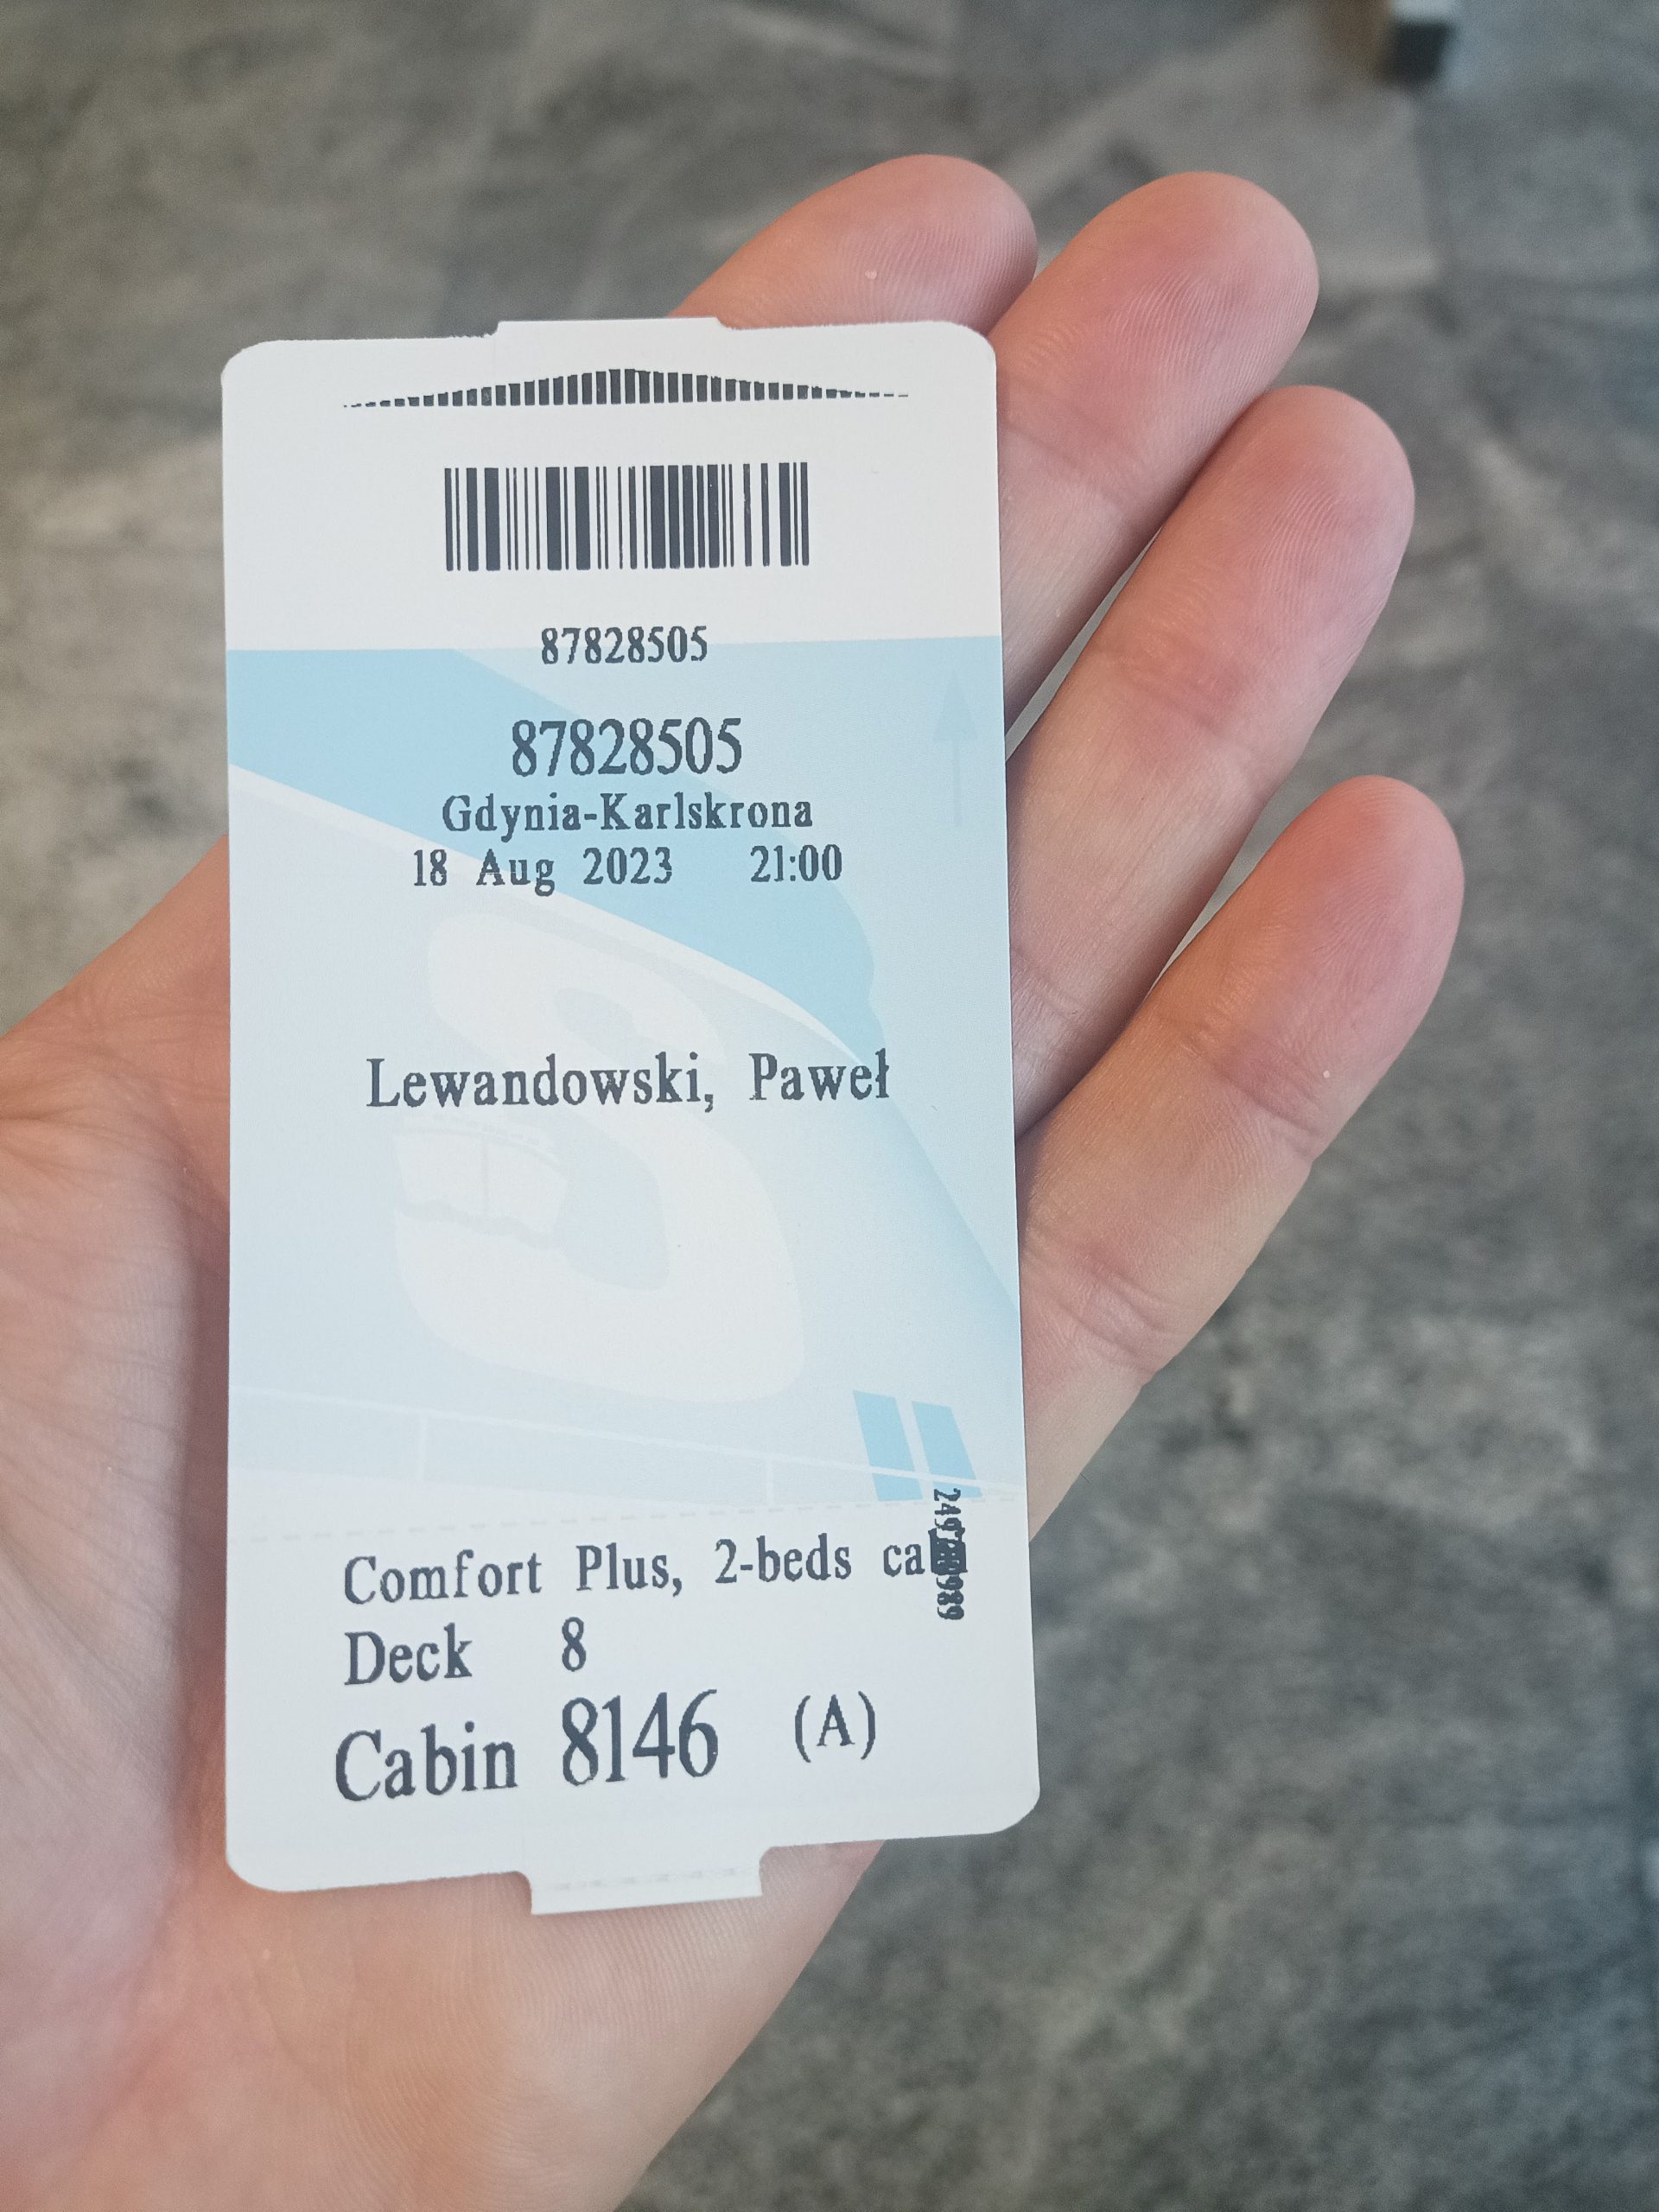 87828505
87828505
Gdynia-Karlskrona
18 Aug 2023 21:00
Lewandowski, Paweł
Comfort Plus, 2-beds
Deck 8
Cabin 8146 (A)